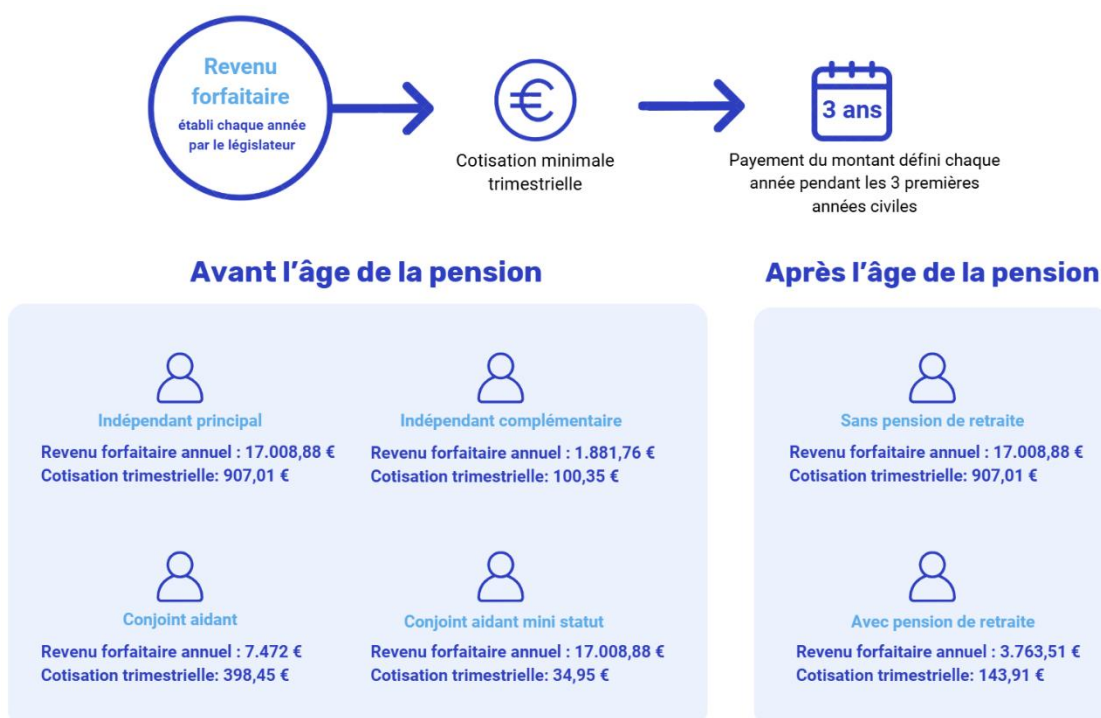 Revenu
forfaitaire
établi chaque année
par le législateur
€
Cotisation minimale
trimestrielle
3 ans
Payement du montant défini chaque
année pendant les 3 premières
années civiles
Avant l'âge de la pension
Indépendant principal
Revenu forfaitaire annuel : 17.008,88 €
Cotisation trimestrielle: 907,01 €
Indépendant complémentaire
Revenu forfaitaire annuel : 1.881,76 €
Cotisation trimestrielle: 100,35 €
Conjoint aidant
Revenu forfaitaire annuel : 7.472 €
Cotisation trimestrielle: 398,45 €
Conjoint aidant mini statut
Revenu forfaitaire annuel : 17.008,88 €
Cotisation trimestrielle: 34,95 €
Après l'âge de la pension
Sans pension de retraite
Revenu forfaitaire annuel : 17.008,88 €
Cotisation trimestrielle: 907,01 €
Avec pension de retraite
Revenu forfaitaire annuel : 3.763,51 €
Cotisation trimestrielle: 143,91 €